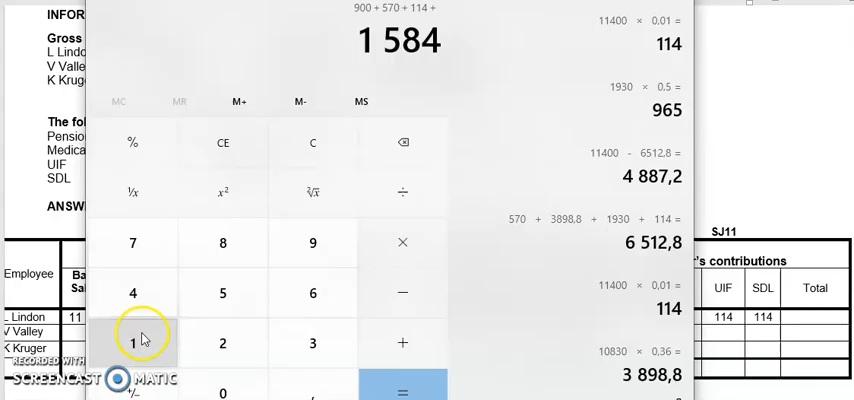 INFOR
Gross
L Lindon
V Valle
K Kruge
The fol
Pensio
Medica
UIF
SDL
ANSW
900 + 570 + 114 +
1 584
MC MR M+ M- MS
% CE C
⅟x x² ²√x ÷
7 8 9 ×
4 5 6 −
1 2 3 +
+/− 0 , =
11400 × 0.01 =
114
1930 × 0.5 =
965
11400 - 6512,8 =
4 887,2
570 + 3898,8 + 1930 + 114 =
6 512,8
11400 × 0.01 =
114
10830 × 0,36 =
3 898,8
SJ11
Employee Ba
Sal
r's contributions
UIF SDL Total
L Lindon 11 114 114
V Valley
K Kruger
RECORDED WITH
SCREENCAST MATIC